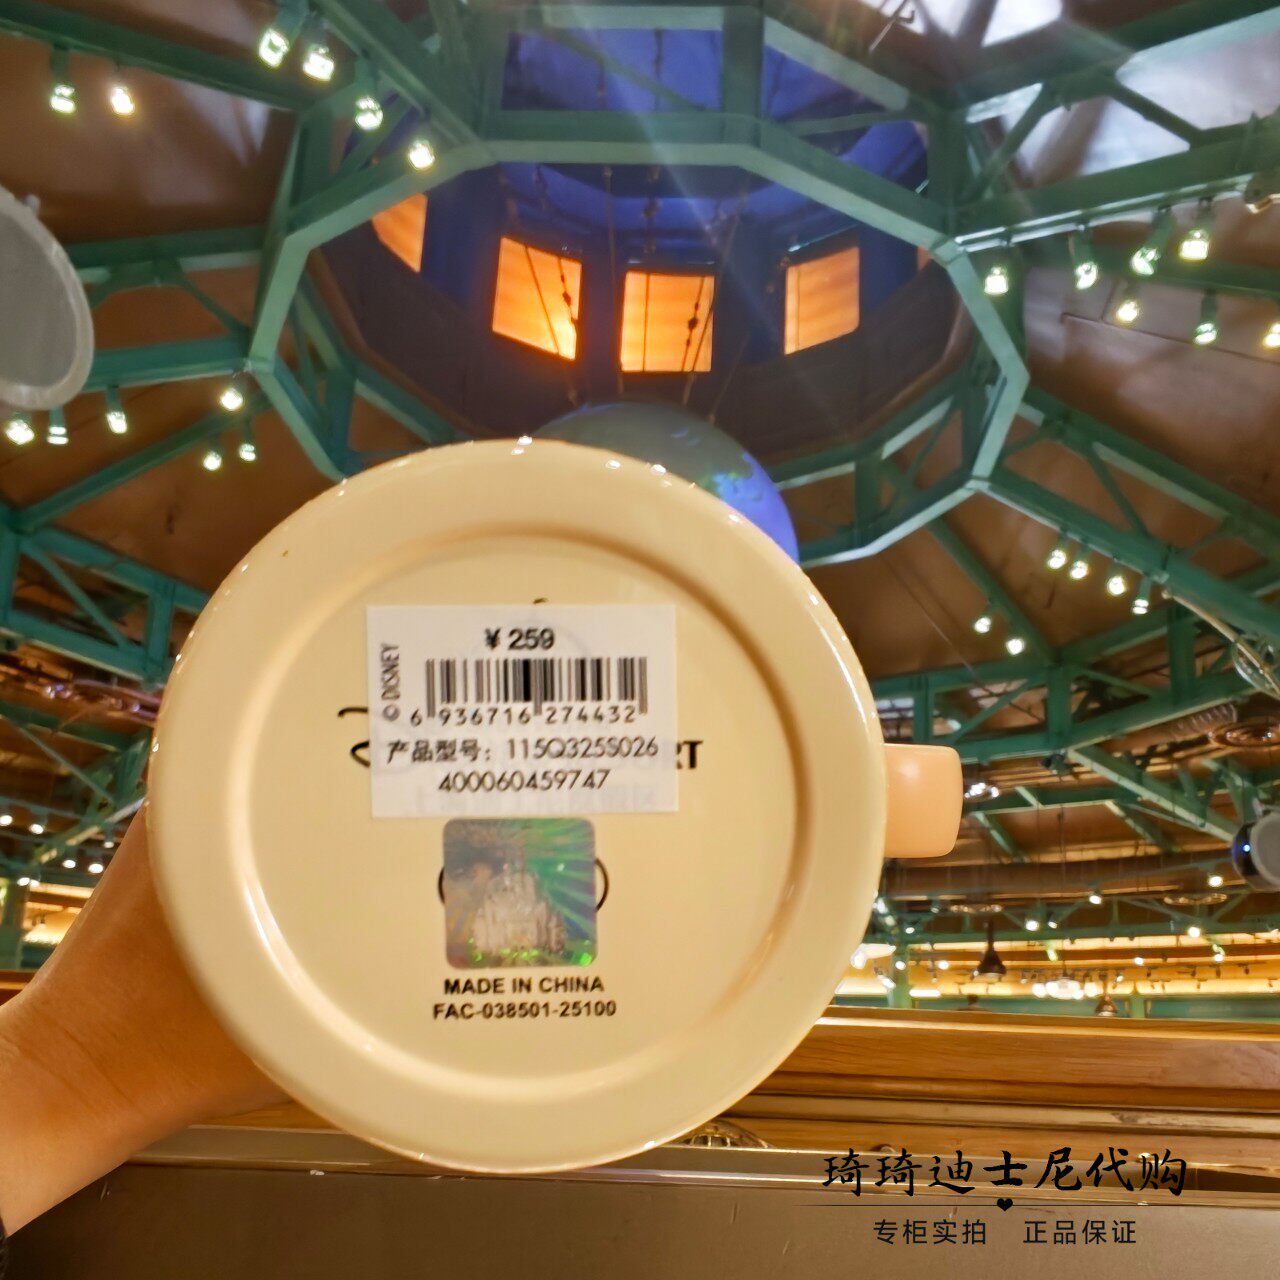 ¥ 259
© DISNEY
6 936716 274432
产品型号：115Q325S026
400060459747
MADE IN CHINA
FAC-038501-25100
琦琦迪士尼代购
专柜实拍 正品保证